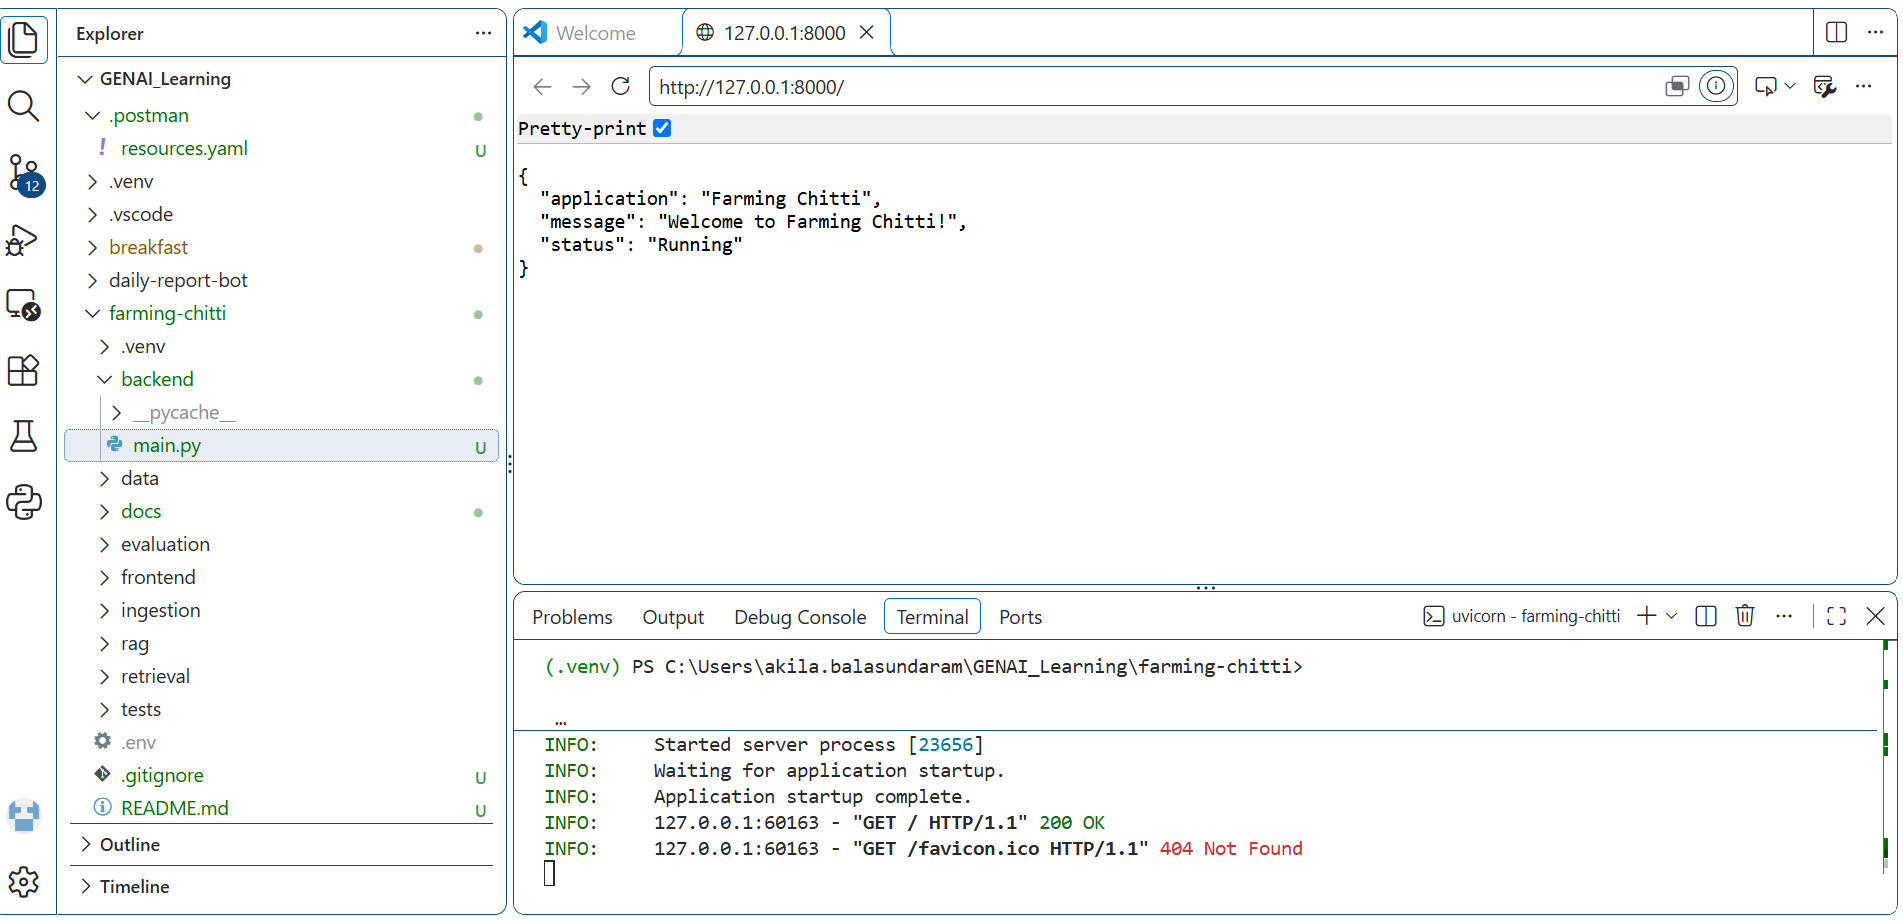 Explorer
GENAI_Learning
.postman
resources.yaml U
.venv
.vscode
breakfast
daily-report-bot
farming-chitti
.venv
backend
__pycache__
main.py U
data
docs
evaluation
frontend
ingestion
rag
retrieval
tests
.env
.gitignore U
README.md U
Outline
Timeline
12
Welcome
127.0.0.1:8000
http://127.0.0.1:8000/
Pretty-print
{
"application": "Farming Chitti",
"message": "Welcome to Farming Chitti!",
"status": "Running"
}
Problems Output Debug Console Terminal Ports uvicorn - farming-chitti
(.venv) PS C:\Users\akila.balasundaram\GENAI_Learning\farming-chitti>
…
INFO: Started server process [23656]
INFO: Waiting for application startup.
INFO: Application startup complete.
INFO: 127.0.0.1:60163 - "GET / HTTP/1.1" 200 OK
INFO: 127.0.0.1:60163 - "GET /favicon.ico HTTP/1.1" 404 Not Found